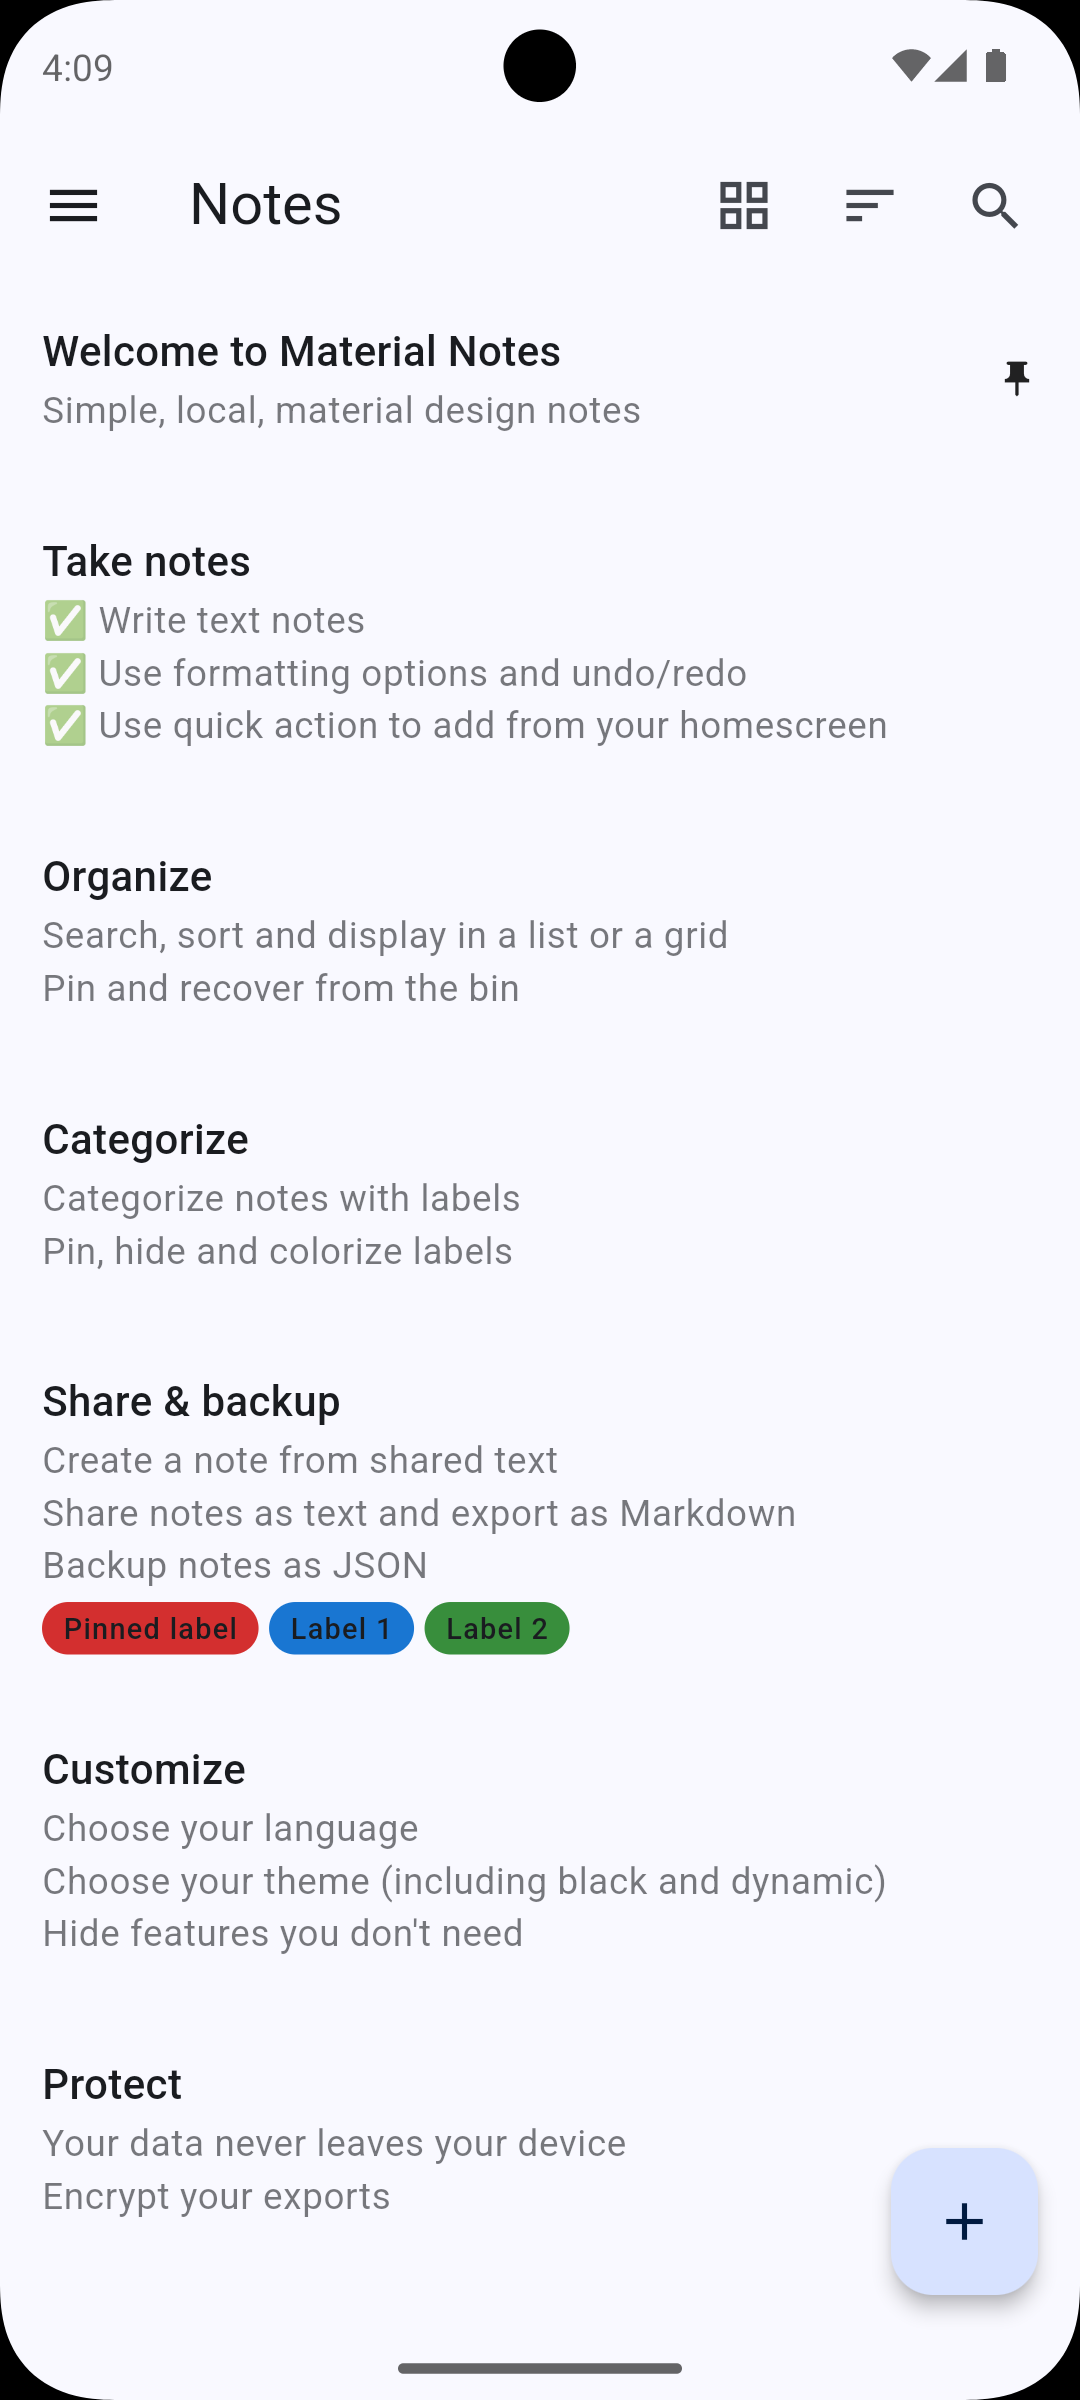 4:09
Notes
Welcome to Material Notes
Simple, local, material design notes
Take notes
✅ Write text notes
✅ Use formatting options and undo/redo
✅ Use quick action to add from your homescreen
Organize
Search, sort and display in a list or a grid
Pin and recover from the bin
Categorize
Categorize notes with labels
Pin, hide and colorize labels
Share & backup
Create a note from shared text
Share notes as text and export as Markdown
Backup notes as JSON
Pinned label Label 1 Label 2
Customize
Choose your language
Choose your theme (including black and dynamic)
Hide features you don't need
Protect
Your data never leaves your device
Encrypt your exports